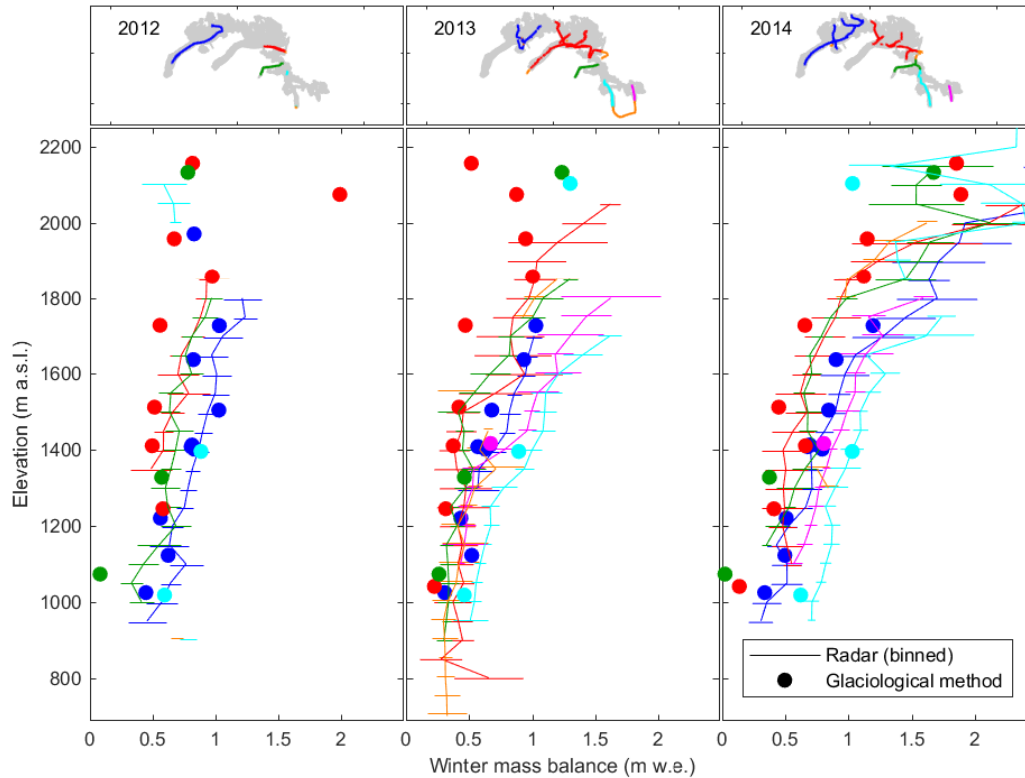 2012
2013
2014
2200
2000
1800
1600
1400
1200
1000
800
Elevation (m a.s.l.)
Radar (binned)
Glaciological method
0 0.5 1 1.5 2 0 0.5 1 1.5 2 0 0.5 1 1.5 2
Winter mass balance (m w.e.)